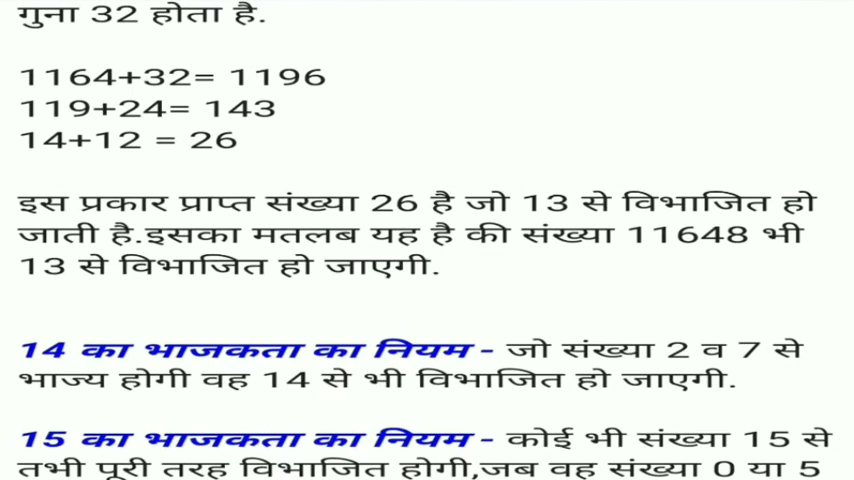 गुना 32 होता है.
1164+32= 1196
119+24= 143
14+12 = 26
इस प्रकार प्राप्त संख्या 26 है जो 13 से विभाजित हो
जाती है.इसका मतलब यह है की संख्या 11648 भी
13 से विभाजित हो जाएगी.
14 का भाजकता का नियम - जो संख्या 2 व 7 से
भाज्य होगी वह 14 से भी विभाजित हो जाएगी.
15 का भाजकता का नियम - कोई भी संख्या 15 से
तभी पूरी तरह विभाजित होगी,जब वह संख्या 0 या 5